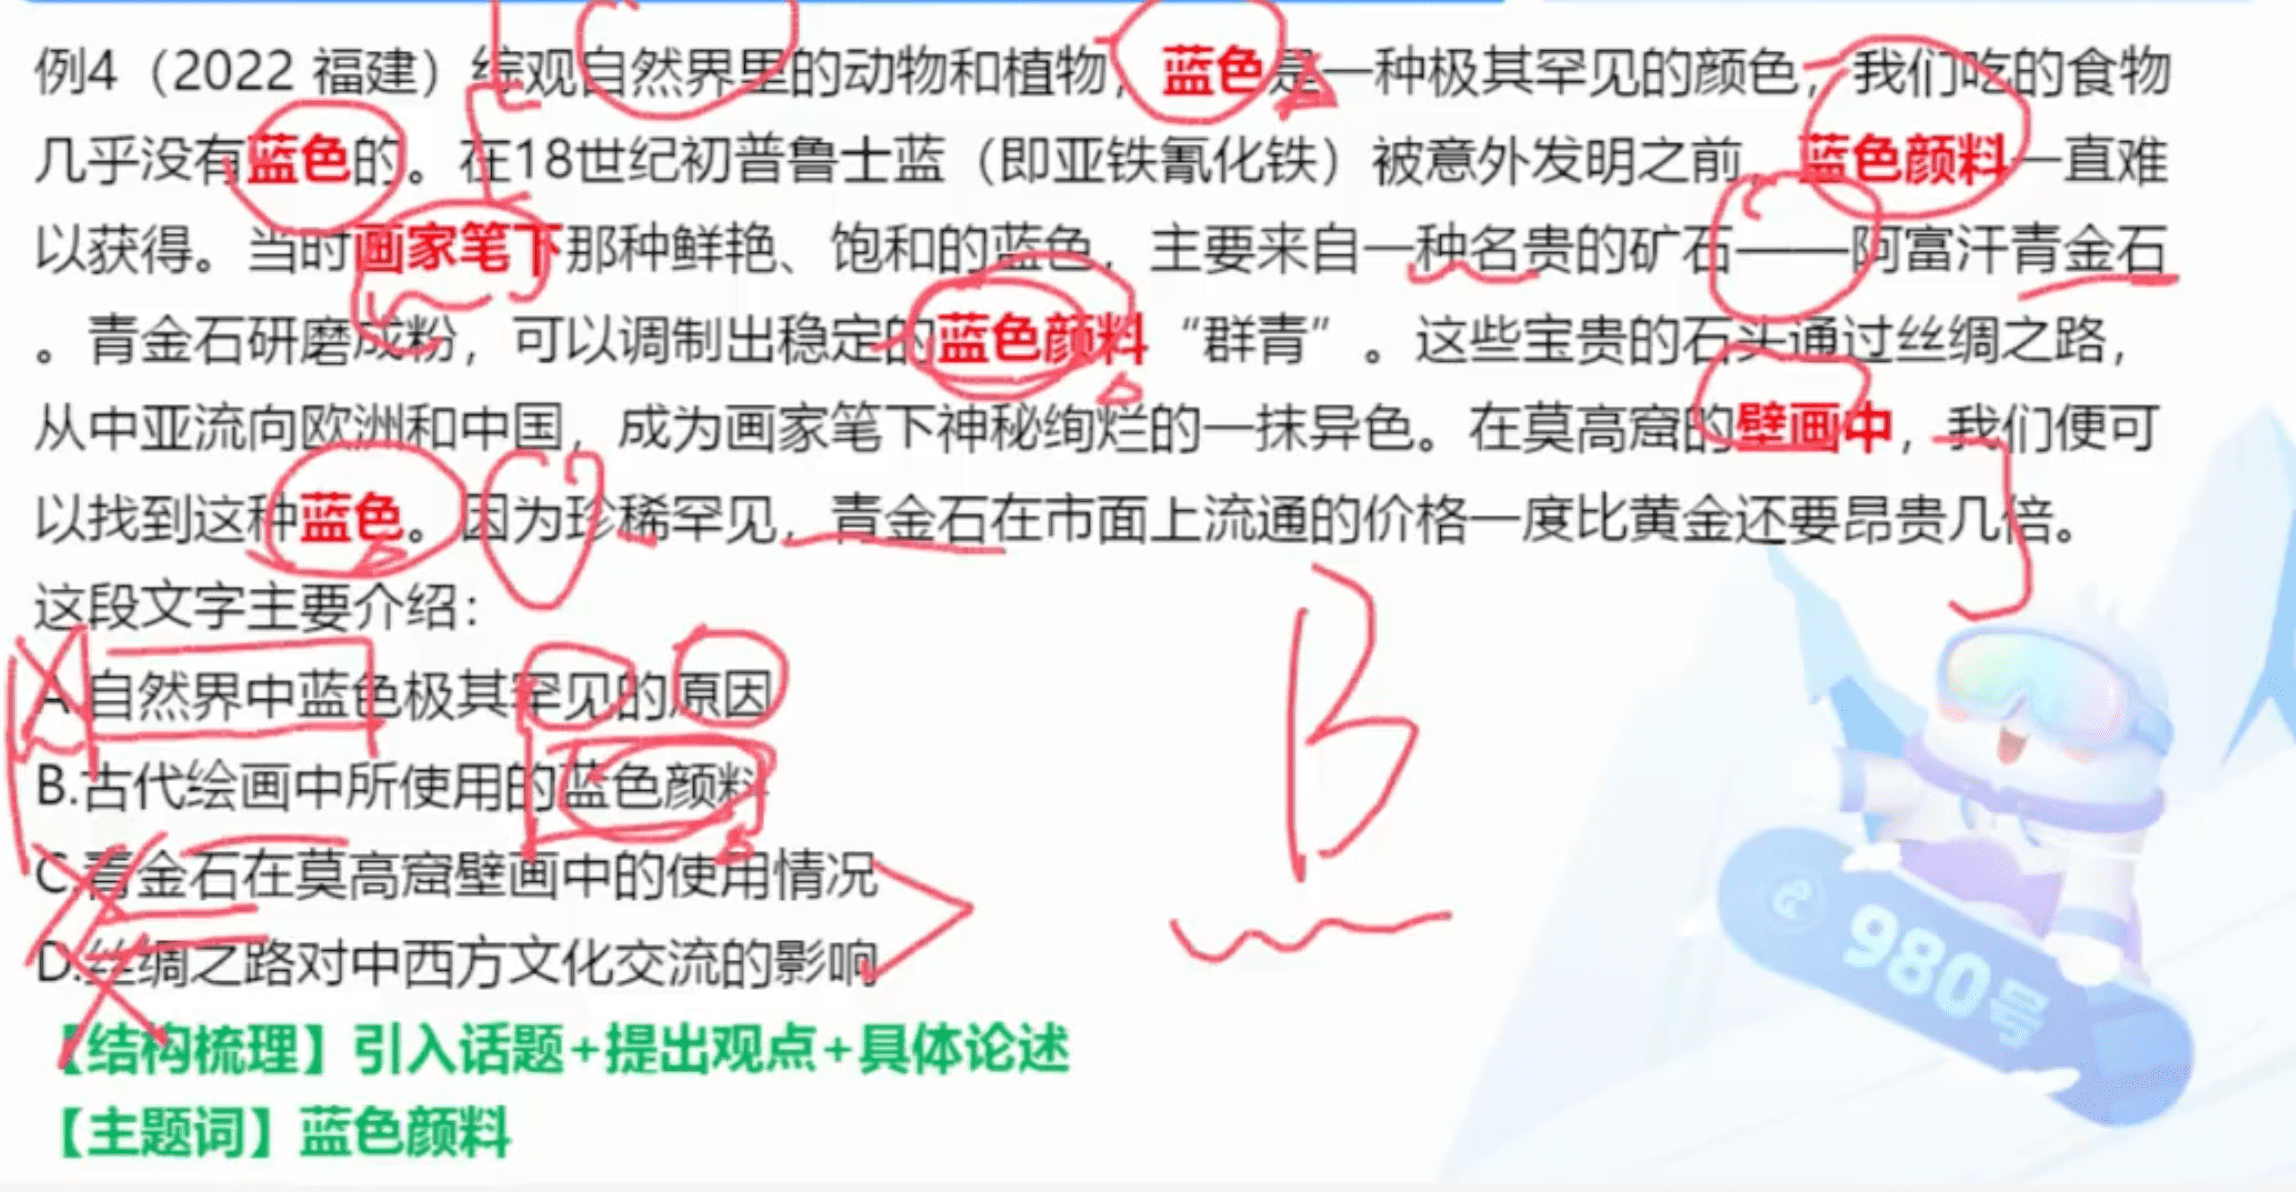 例4（2022 福建）综观自然界里的动物和植物，蓝色是一种极其罕见的颜色，我们吃的食物
几乎没有蓝色的。在18世纪初普鲁士蓝（即亚铁氰化铁）被意外发明之前，蓝色颜料一直难
以获得。当时画家笔下那种鲜艳、饱和的蓝色，主要来自一种名贵的矿石——阿富汗青金石
。青金石研磨成粉，可以调制出稳定的蓝色颜料“群青”。这些宝贵的石头通过丝绸之路，
从中亚流向欧洲和中国，成为画家笔下神秘绚烂的一抹异色。在莫高窟的壁画中，我们便可
以找到这种蓝色。因为珍稀罕见，青金石在市面上流通的价格一度比黄金还要昂贵几倍。
这段文字主要介绍：
A.自然界中蓝色极其罕见的原因
B.古代绘画中所使用的蓝色颜料
C.青金石在莫高窟壁画中的使用情况
D.丝绸之路对中西方文化交流的影响
【结构梳理】引入话题+提出观点+具体论述
【主题词】蓝色颜料
B
980号